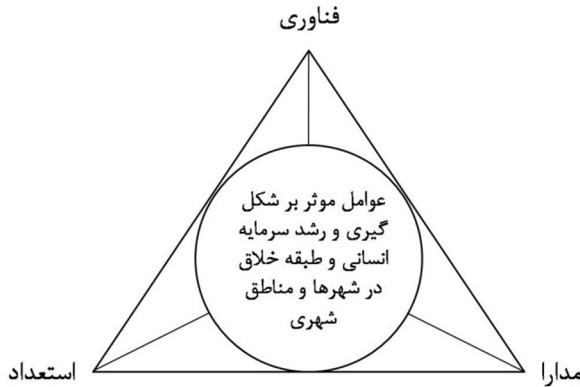 فناوری
عوامل موثر بر شکل
گیری و رشد سرمایه
انسانی و طبقه خلاق
در شهرها و مناطق
شهری
مدارا
استعداد